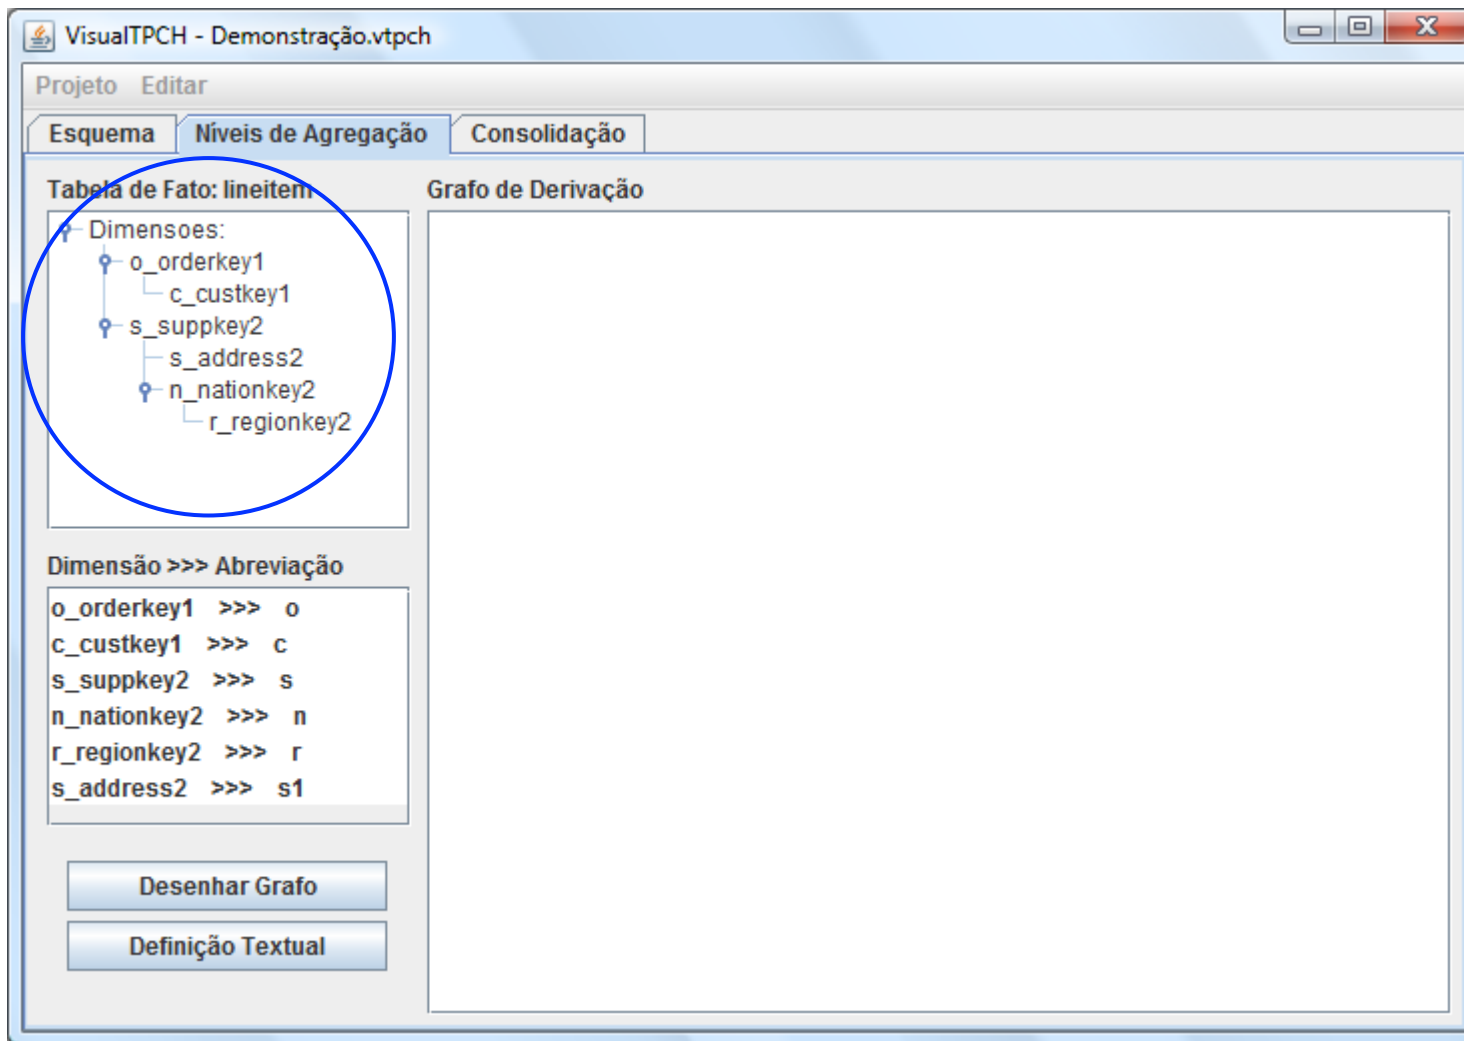 VisualTPCH - Demonstração.vtpch
Projeto Editar
Esquema Níveis de Agregação Consolidação
Tabela de Fato: lineitem Grafo de Derivação
Dimensoes:
o_orderkey1
c_custkey1
s_suppkey2
s_address2
n_nationkey2
r_regionkey2
Dimensão >>> Abreviação
o_orderkey1 >>> o
c_custkey1 >>> c
s_suppkey2 >>> s
n_nationkey2 >>> n
r_regionkey2 >>> r
s_address2 >>> s1
Desenhar Grafo
Definição Textual